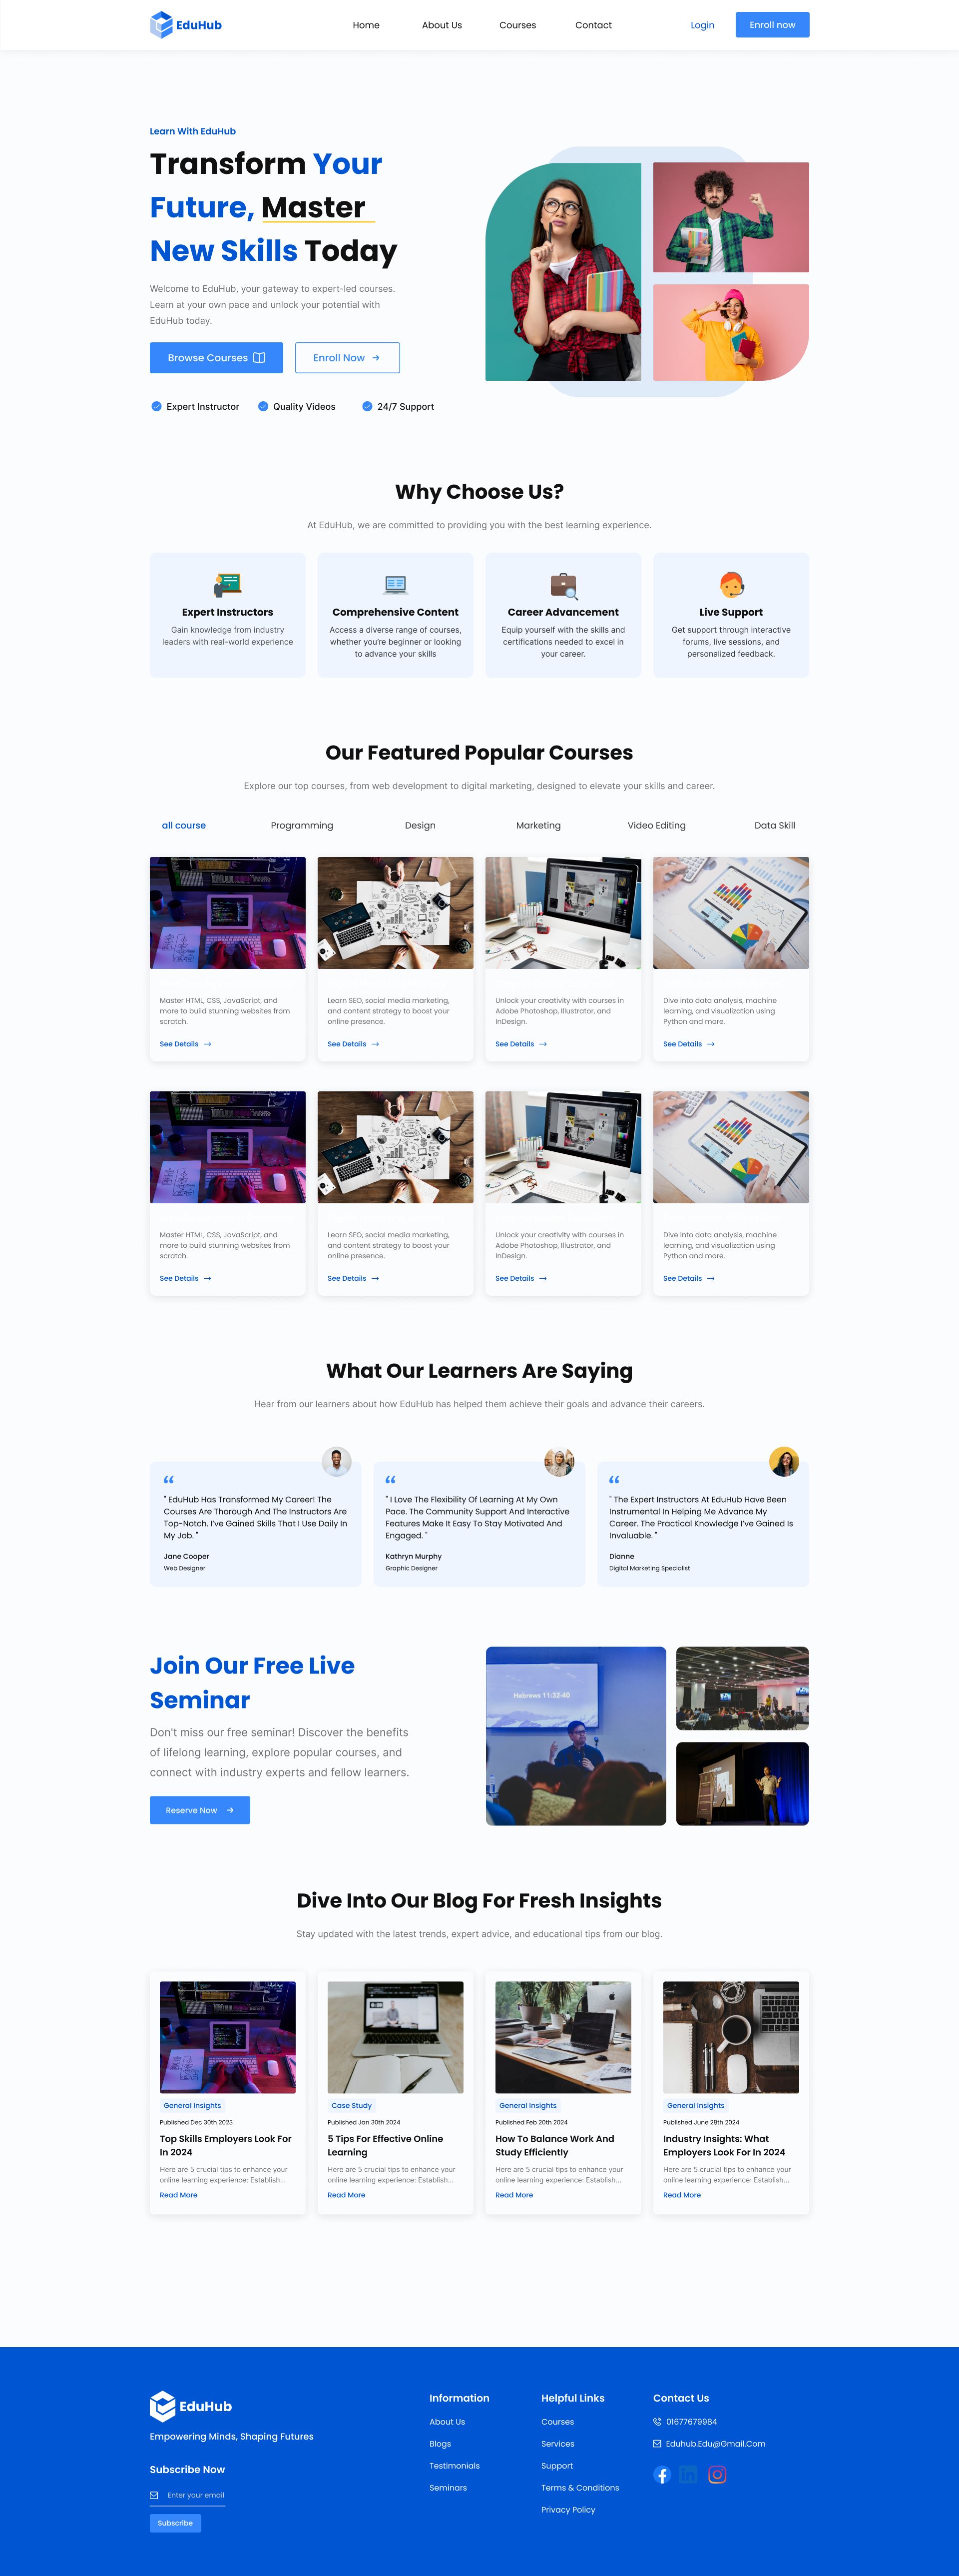 EduHub
Home
About Us
Courses
Contact
Login
Enroll now
Learn With EduHub
Transform Your
Future, Master
New Skills Today
Welcome to EduHub, your gateway to expert-led courses.
Learn at your own pace and unlock your potential with
EduHub today.
Browse Courses
Enroll Now →
Expert Instructor
Quality Videos
24/7 Support
Why Choose Us?
At EduHub, we are committed to providing you with the best learning experience.
Expert Instructors
Gain knowledge from industry
leaders with real-world experience
Comprehensive Content
Access a diverse range of courses,
whether you're beginner or looking
to advance your skills
Career Advancement
Equip yourself with the skills and
certifications needed to excel in
your career.
Live Support
Get support through interactive
forums, live sessions, and
personalized feedback.
Our Featured Popular Courses
Explore our top courses, from web development to digital marketing, designed to elevate your skills and career.
all course
Programming
Design
Marketing
Video Editing
Data Skill
Master HTML, CSS, JavaScript, and
more to build stunning websites from
scratch.
See Details →
Learn SEO, social media marketing,
and content strategy to boost your
online presence.
See Details →
Unlock your creativity with courses in
Adobe Photoshop, Illustrator, and
InDesign.
See Details →
Dive into data analysis, machine
learning, and visualization using
Python and more.
See Details →
Master HTML, CSS, JavaScript, and
more to build stunning websites from
scratch.
See Details →
Learn SEO, social media marketing,
and content strategy to boost your
online presence.
See Details →
Unlock your creativity with courses in
Adobe Photoshop, Illustrator, and
InDesign.
See Details →
Dive into data analysis, machine
learning, and visualization using
Python and more.
See Details →
What Our Learners Are Saying
Hear from our learners about how EduHub has helped them achieve their goals and advance their careers.
“
" EduHub Has Transformed My Career! The
Courses Are Thorough And The Instructors Are
Top-Notch. I've Gained Skills That I Use Daily In
My Job. "
Jane Cooper
Web Designer
“
" I Love The Flexibility Of Learning At My Own
Pace. The Community Support And Interactive
Features Make It Easy To Stay Motivated And
Engaged. "
Kathryn Murphy
Graphic Designer
“
" The Expert Instructors At EduHub Have Been
Instrumental In Helping Me Advance My
Career. The Practical Knowledge I've Gained Is
Invaluable. "
Dianne
Digital Marketing Specialist
Join Our Free Live
Seminar
Don't miss our free seminar! Discover the benefits
of lifelong learning, explore popular courses, and
connect with industry experts and fellow learners.
Reserve Now →
Hebrews 11:32-40
Dive Into Our Blog For Fresh Insights
Stay updated with the latest trends, expert advice, and educational tips from our blog.
General Insights
Published Dec 30th 2023
Top Skills Employers Look For
In 2024
Here are 5 crucial tips to enhance your
online learning experience: Establish...
Read More
Case Study
Published Jan 30th 2024
5 Tips For Effective Online
Learning
Here are 5 crucial tips to enhance your
online learning experience: Establish...
Read More
General Insights
Published Feb 20th 2024
How To Balance Work And
Study Efficiently
Here are 5 crucial tips to enhance your
online learning experience: Establish...
Read More
General Insights
Published June 28th 2024
Industry Insights: What
Employers Look For In 2024
Here are 5 crucial tips to enhance your
online learning experience: Establish...
Read More
EduHub
Empowering Minds, Shaping Futures
Subscribe Now
Enter your email
Subscribe
Information
About Us
Blogs
Testimonials
Seminars
Helpful Links
Courses
Services
Support
Terms & Conditions
Privacy Policy
Contact Us
01677679984
Eduhub.Edu@Gmail.Com